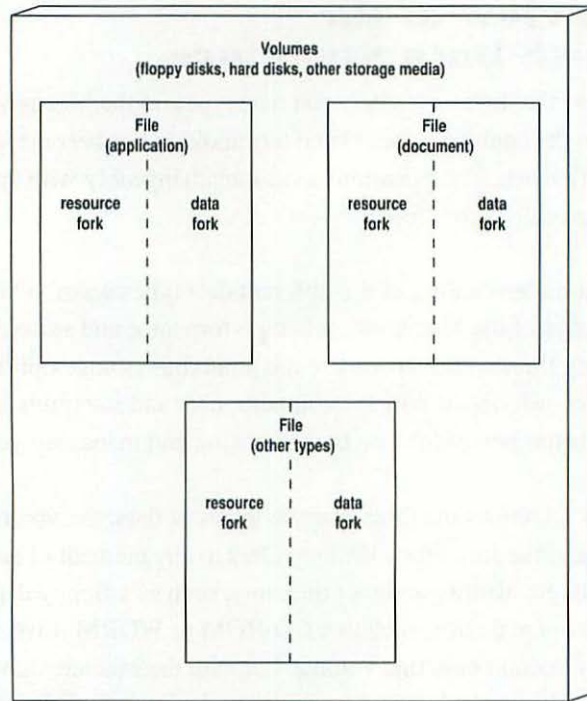 Volumes
(floppy disks, hard disks, other storage media)
File
(application)
resource
fork
data
fork
File
(document)
resource
fork
data
fork
File
(other types)
resource
fork
data
fork